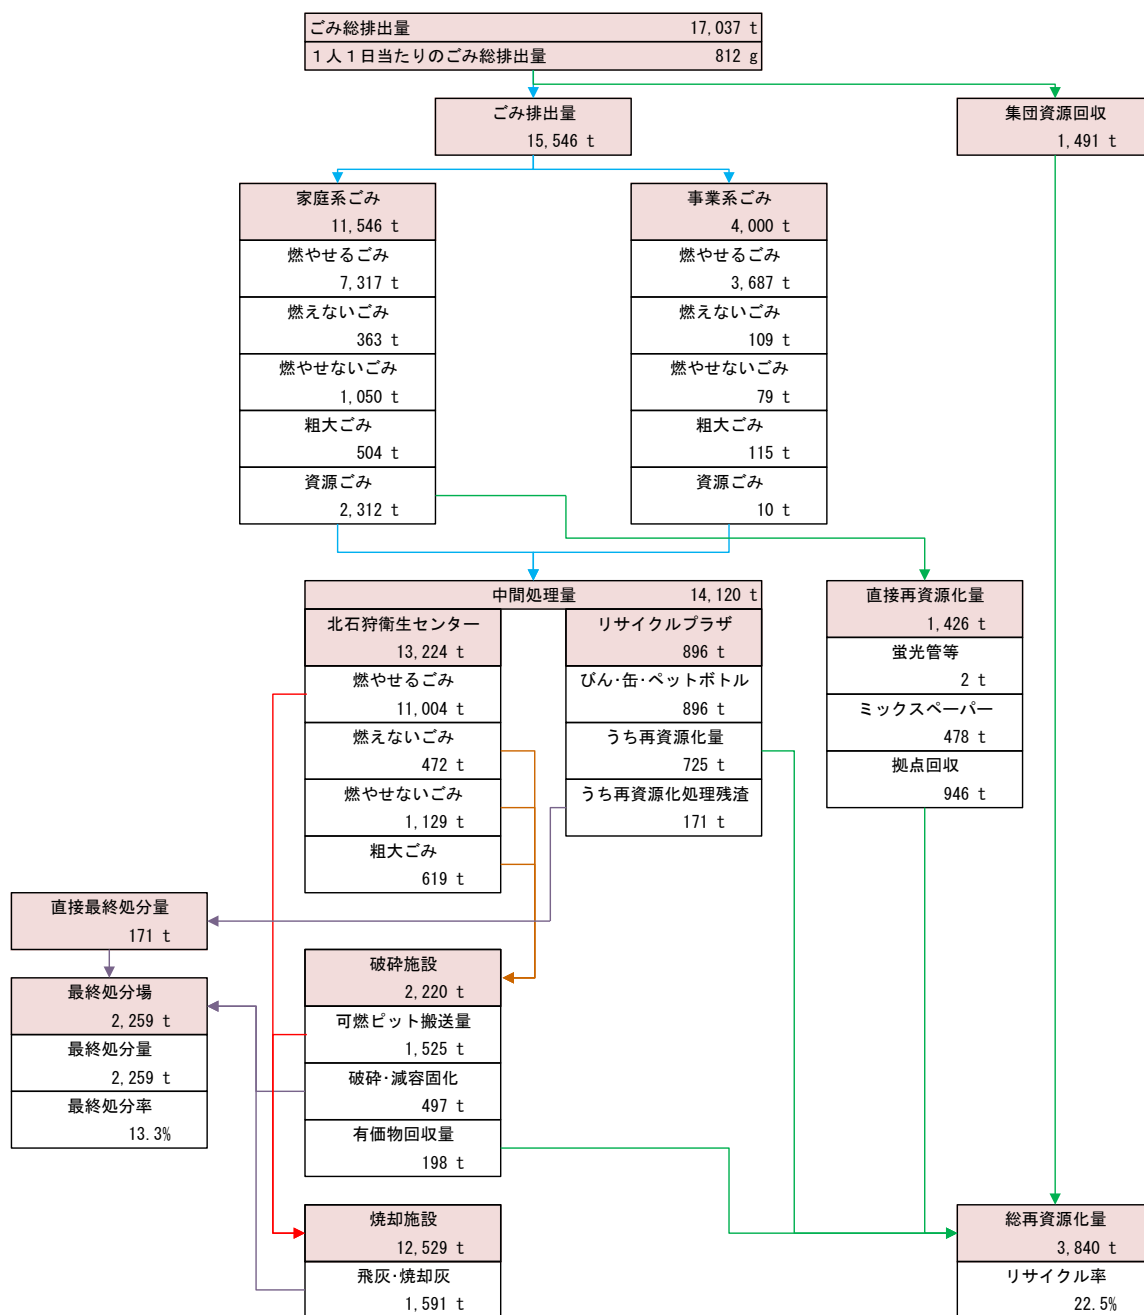 ごみ総排出量 17,037 t
１人１日当たりのごみ総排出量 812 g
ごみ排出量
15,546 t
集団資源回収
1,491 t
家庭系ごみ
11,546 t
燃やせるごみ
7,317 t
燃えないごみ
363 t
燃やせないごみ
1,050 t
粗大ごみ
504 t
資源ごみ
2,312 t
事業系ごみ
4,000 t
燃やせるごみ
3,687 t
燃えないごみ
109 t
燃やせないごみ
79 t
粗大ごみ
115 t
資源ごみ
10 t
中間処理量 14,120 t
北石狩衛生センター
13,224 t
燃やせるごみ
11,004 t
燃えないごみ
472 t
燃やせないごみ
1,129 t
粗大ごみ
619 t
リサイクルプラザ
896 t
びん・缶・ペットボトル
896 t
うち再資源化量
725 t
うち再資源化処理残渣
171 t
直接再資源化量
1,426 t
蛍光管等
2 t
ミックスペーパー
478 t
拠点回収
946 t
直接最終処分量
171 t
最終処分場
2,259 t
最終処分量
2,259 t
最終処分率
13.3%
破砕施設
2,220 t
可燃ピット搬送量
1,525 t
破砕・減容固化
497 t
有価物回収量
198 t
焼却施設
12,529 t
飛灰・焼却灰
1,591 t
総再資源化量
3,840 t
リサイクル率
22.5%